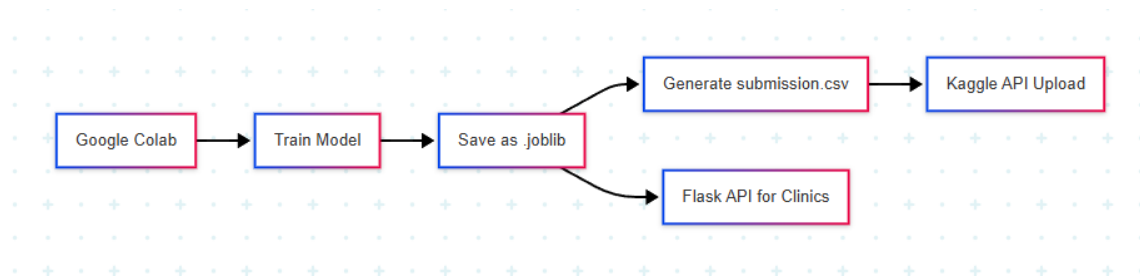 Google Colab
Train Model
Save as .joblib
Generate submission.csv
Kaggle API Upload
Flask API for Clinics